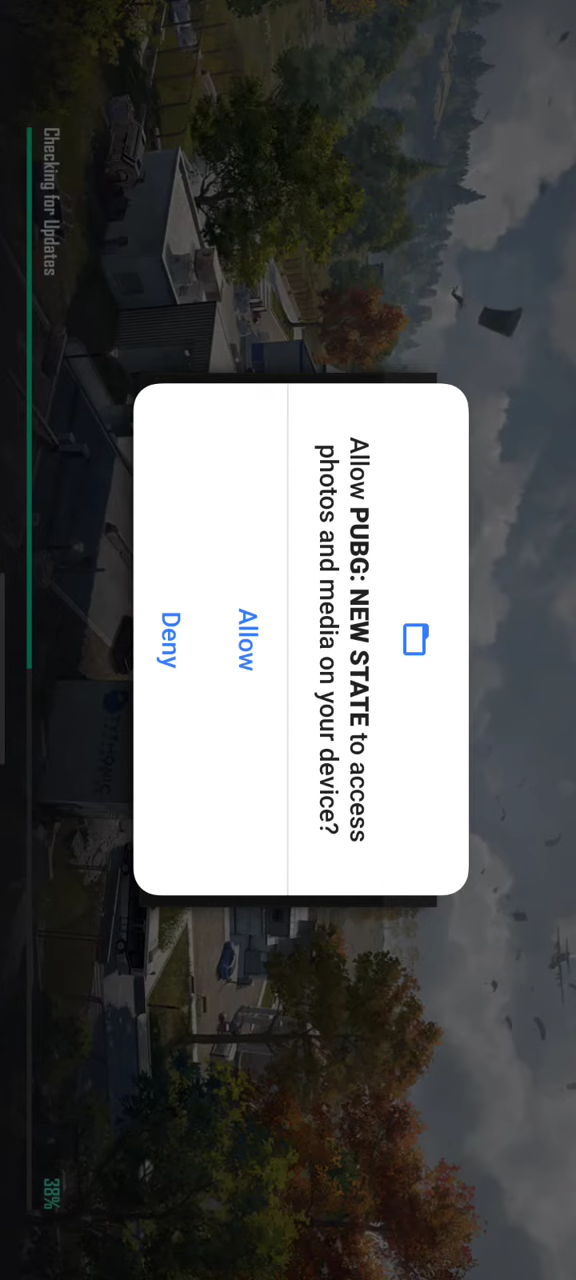 Allow PUBG: NEW STATE to access
photos and media on your device?
Allow
Deny
Checking for Updates
38%